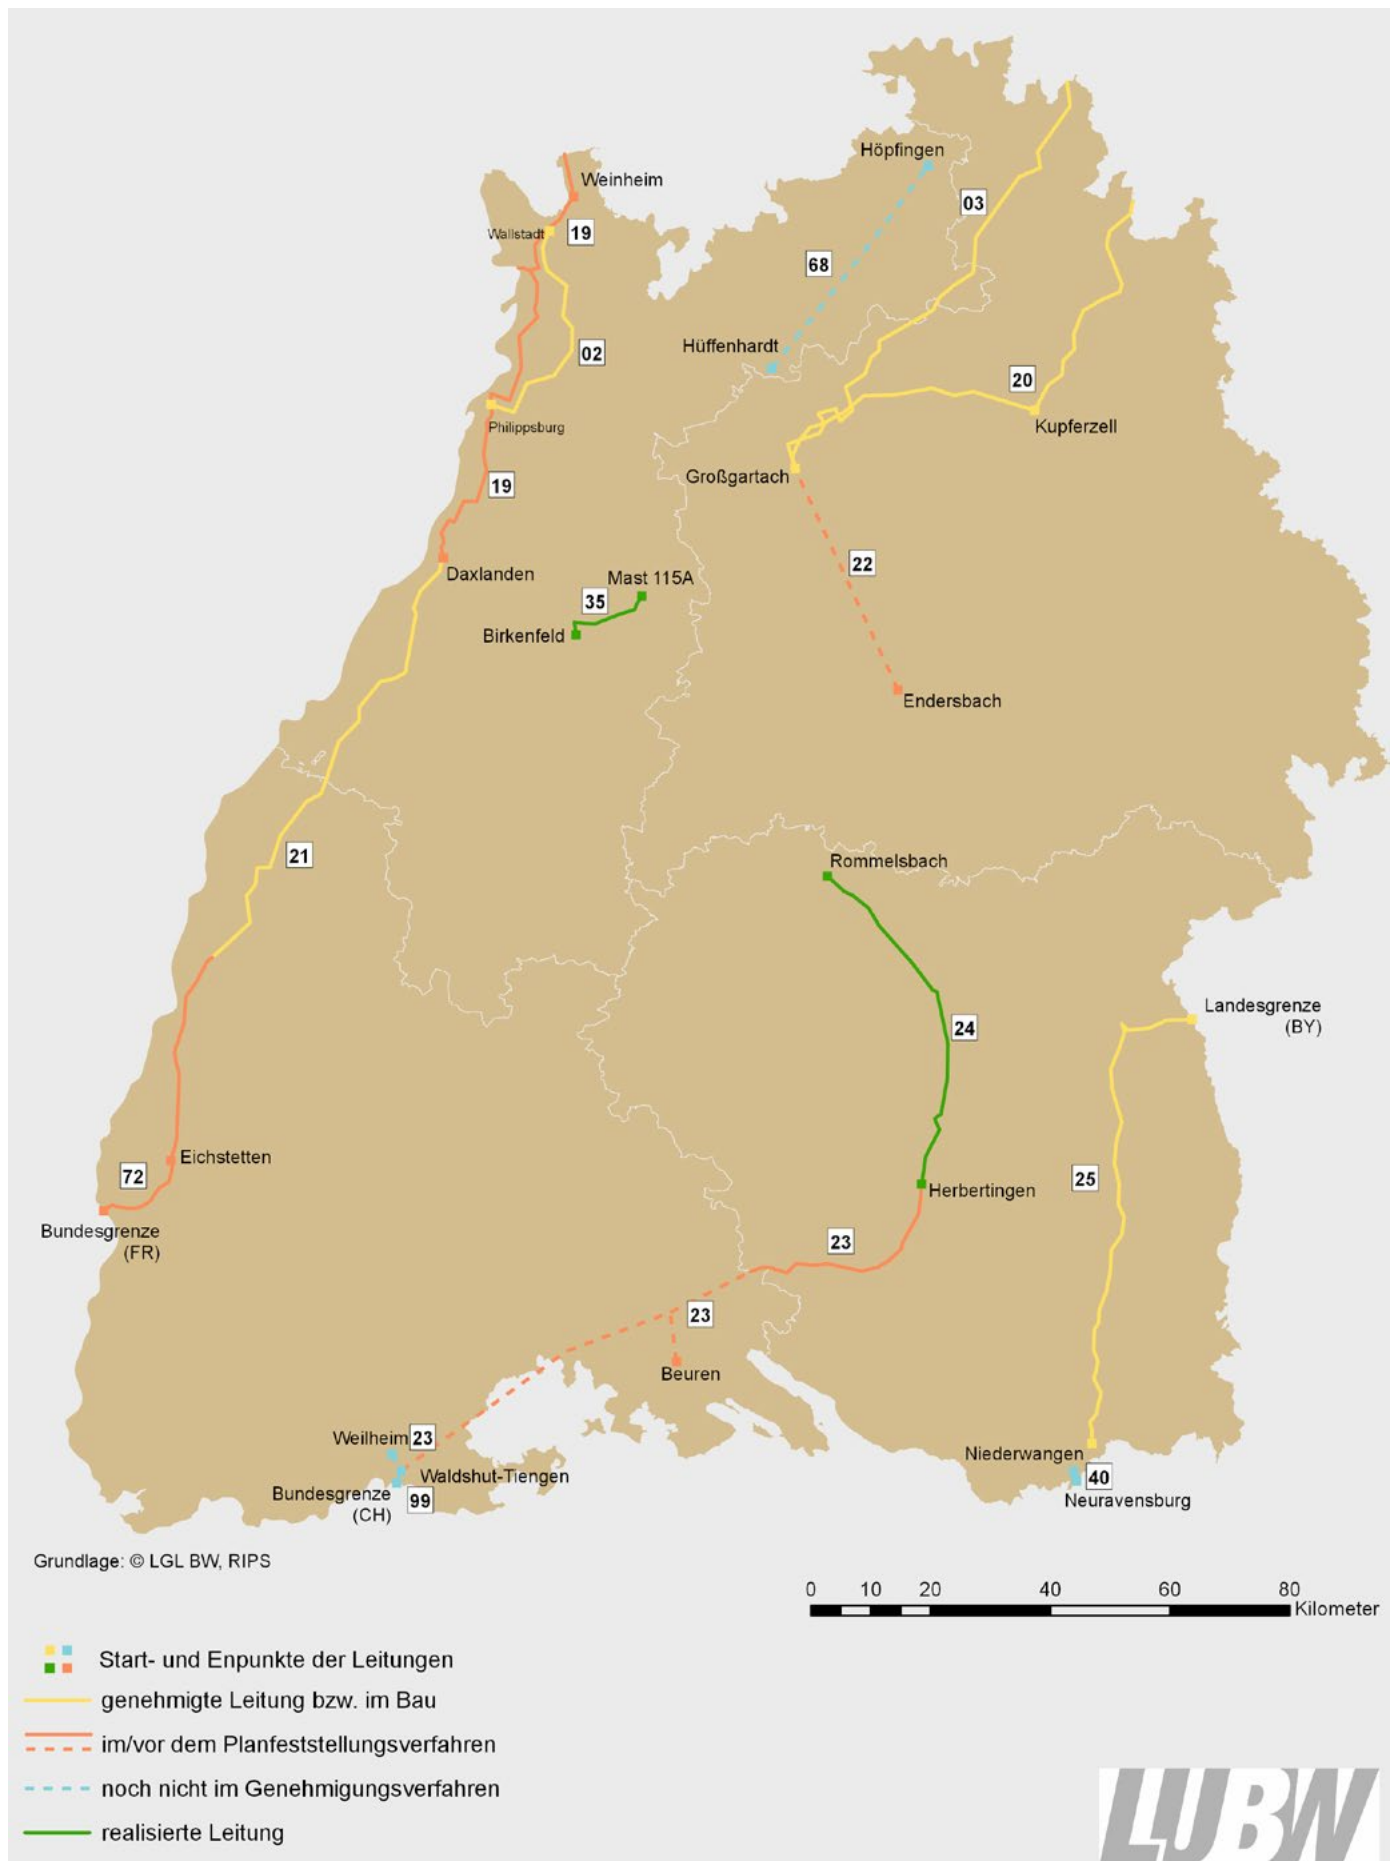 Höpfingen
Weinheim
03
Wallstadt
19
68
Hüffenhardt
02
20
Kupferzell
Philippsburg
Großgartach
19
22
Daxlanden
Mast 115A
35
Birkenfeld
Endersbach
21
Rommelsbach
Landesgrenze
(BY)
24
Eichstetten
72
25
Herbertingen
Bundesgrenze
(FR)
23
23
Beuren
Weilheim
23
Niederwangen
Waldshut-Tiengen
40
Bundesgrenze
(CH)
99
Neuravensburg
Grundlage: © LGL BW, RIPS
0 10 20 40 60 80
Kilometer
Start- und Enpunkte der Leitungen
genehmigte Leitung bzw. im Bau
im/vor dem Planfeststellungsverfahren
noch nicht im Genehmigungsverfahren
realisierte Leitung
LUBW